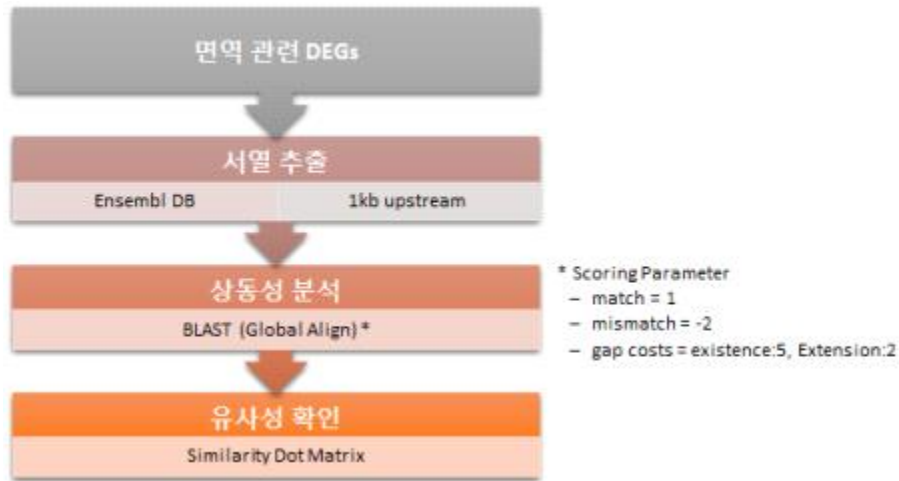 면역 관련 DEGs
서열 추출
Ensembl DB
1kb upstream
상동성 분석
BLAST (Global Align) *
* Scoring Parameter
– match = 1
– mismatch = -2
– gap costs = existence:5, Extension:2
유사성 확인
Similarity Dot Matrix